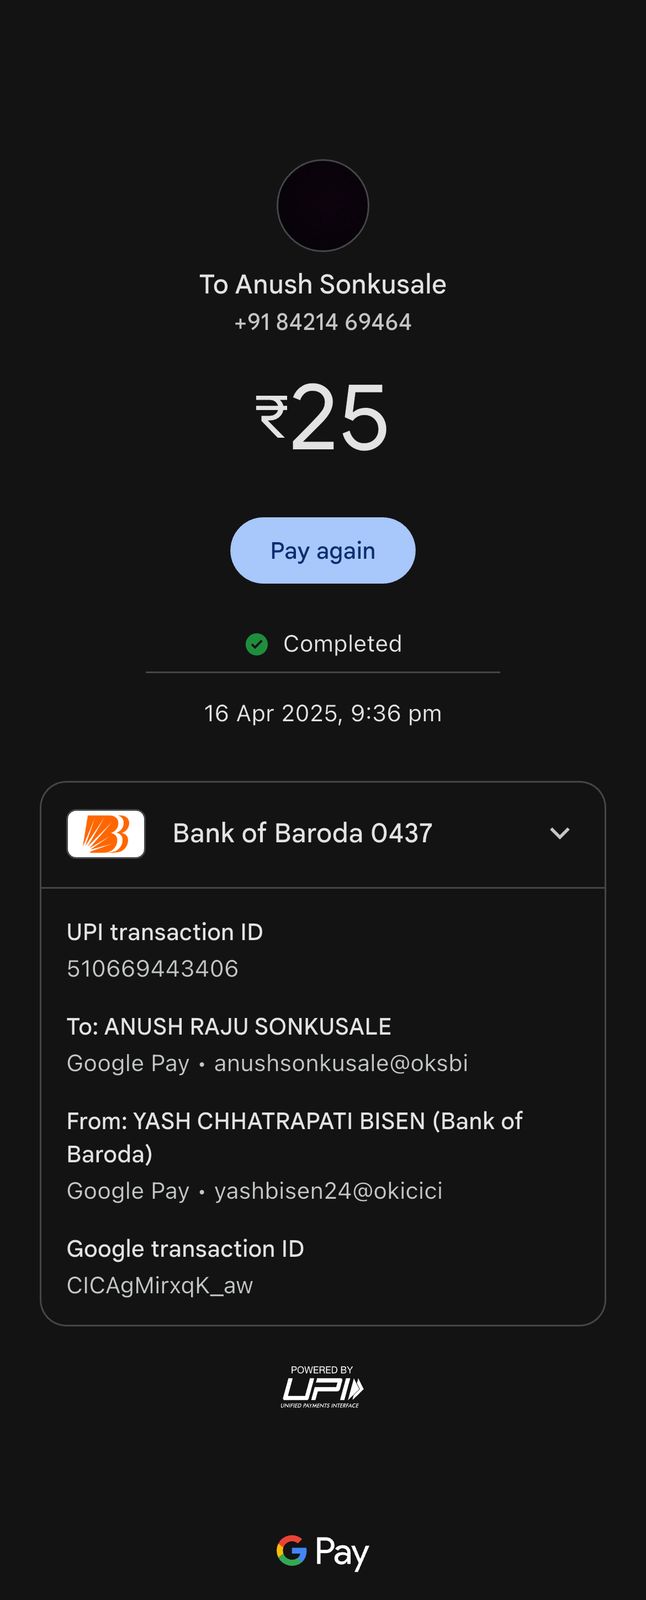 To Anush Sonkusale
+91 84214 69464
₹25
Pay again
Completed
16 Apr 2025, 9:36 pm
Bank of Baroda 0437
UPI transaction ID
510669443406
To: ANUSH RAJU SONKUSALE
Google Pay • anushsonkusale@oksbi
From: YASH CHHATRAPATI BISEN (Bank of
Baroda)
Google Pay • yashbisen24@okicici
Google transaction ID
CICAgMirxqK_aw
POWERED BY
UPI
UNIFIED PAYMENTS INTERFACE
G Pay